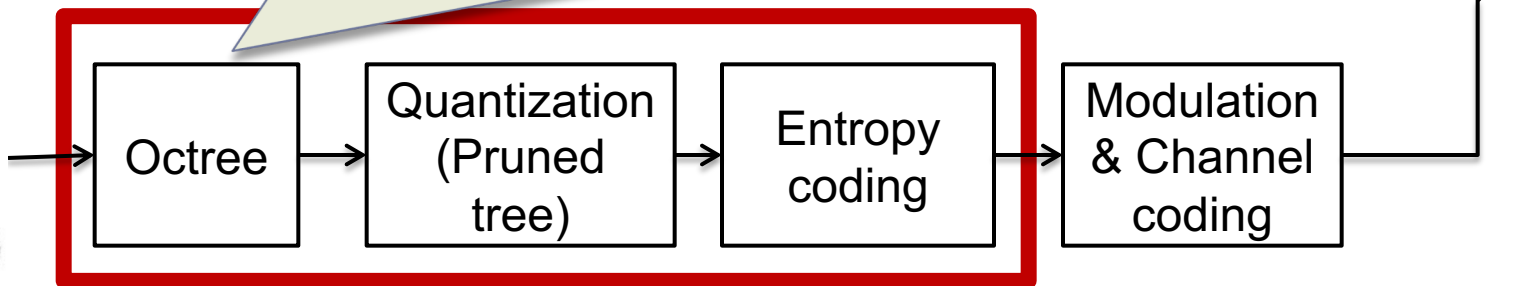 Octree
Quantization
(Pruned
tree)
Entropy
coding
Modulation
& Channel
coding